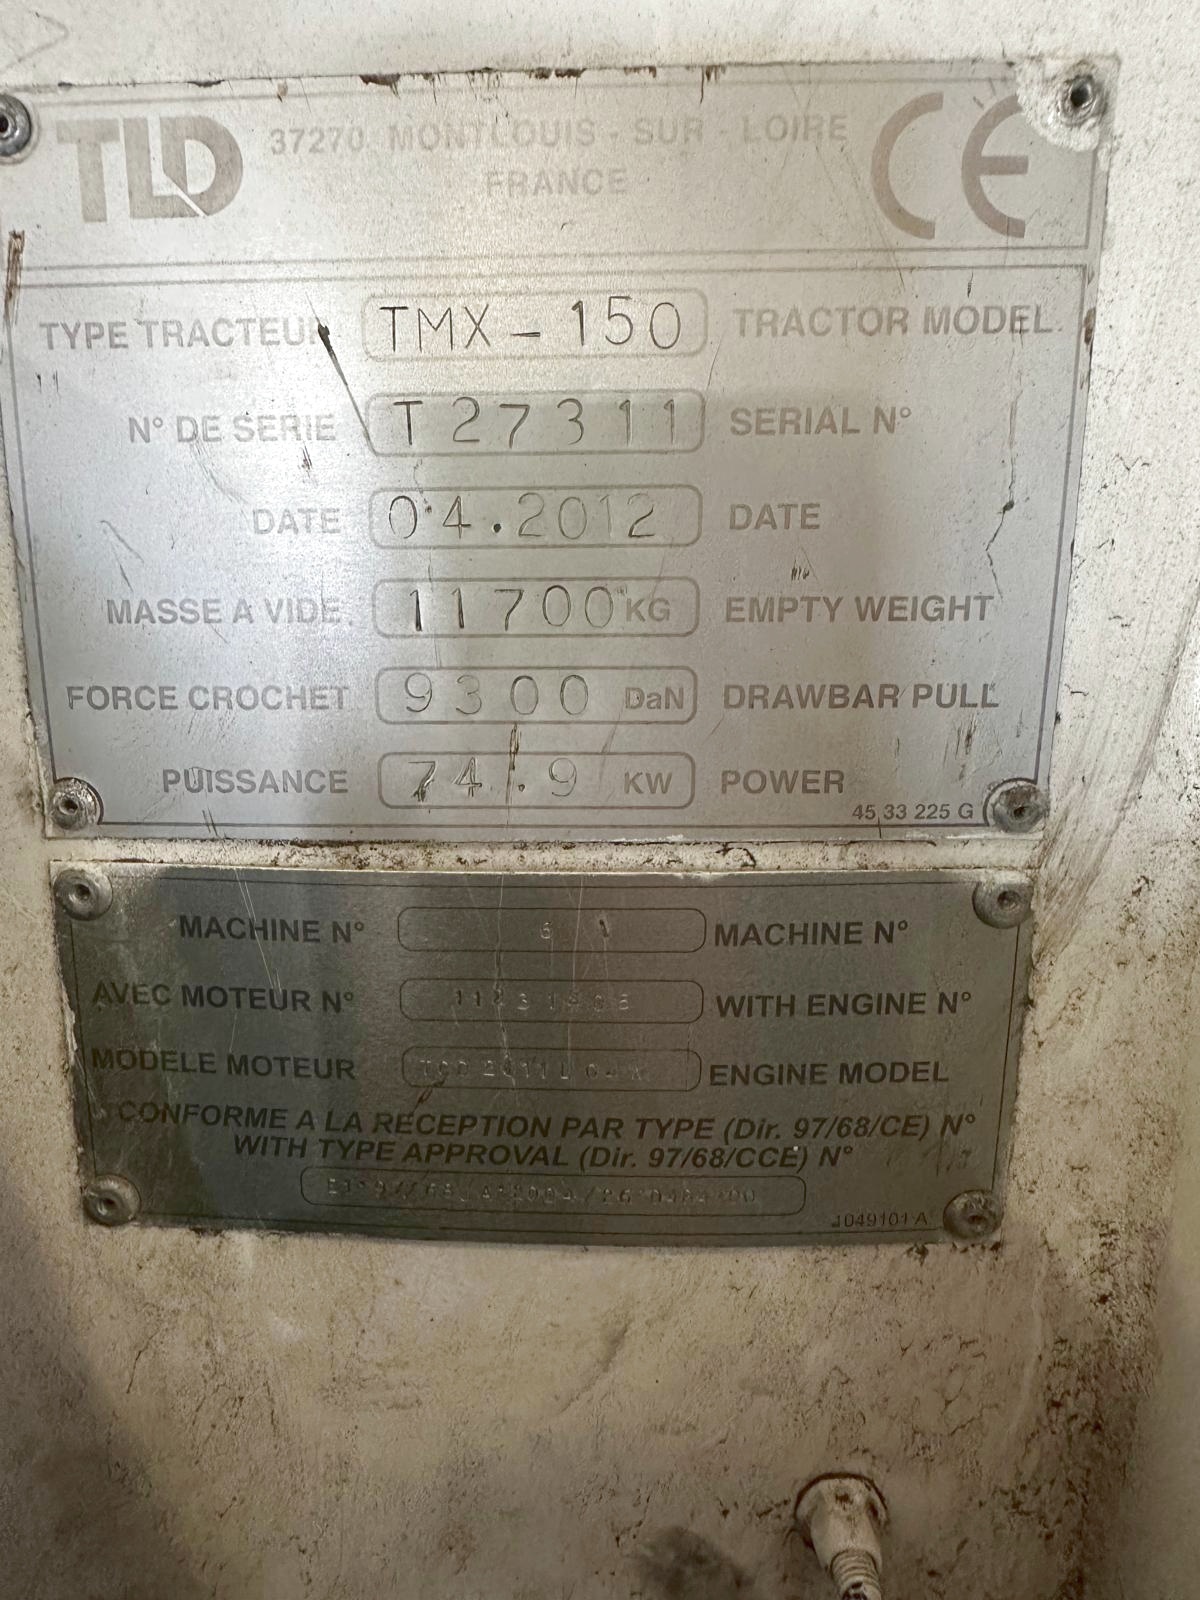 TLD 37270 MONTLOUIS - SUR - LOIRE CE
FRANCE
TYPE TRACTEUR TMX-150 TRACTOR MODEL
N° DE SERIE T27311 SERIAL N°
DATE 04.2012 DATE
MASSE A VIDE 11700 KG EMPTY WEIGHT
FORCE CROCHET 9300 DaN DRAWBAR PULL
PUISSANCE 74.9 KW POWER
45 33 225 G
MACHINE N° MACHINE N°
AVEC MOTEUR N° WITH ENGINE N°
MODELE MOTEUR ENGINE MODEL
CONFORME A LA RECEPTION PAR TYPE (Dir. 97/68/CE) N°
WITH TYPE APPROVAL (Dir. 97/68/CCE) N°
1049101 A